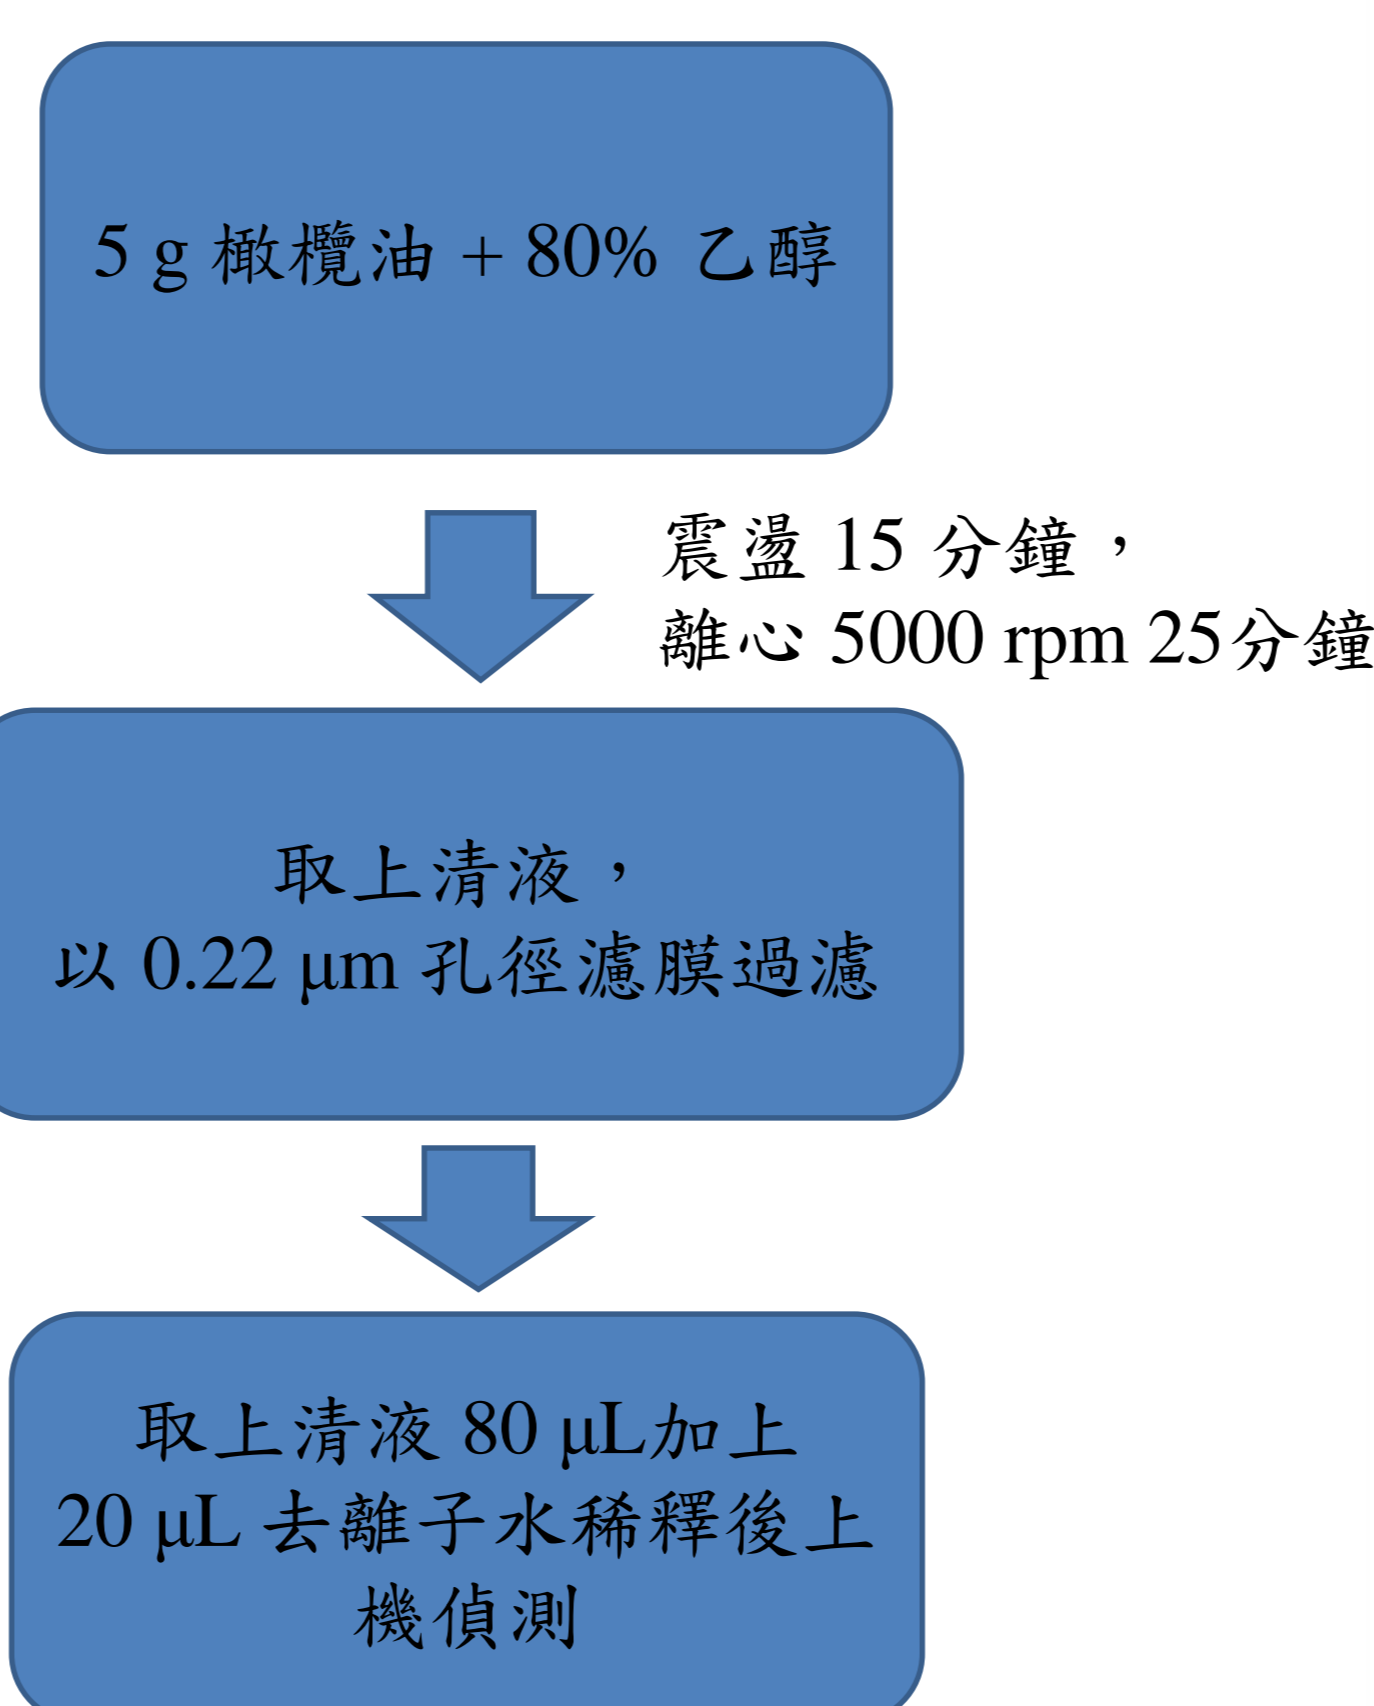 5 g 橄欖油 + 80% 乙醇
震盪 15 分鐘，
離心 5000 rpm 25分鐘
取上清液，
以 0.22 μm 孔徑濾膜過濾
取上清液 80 μL加上
20 μL 去離子水稀釋後上
機偵測